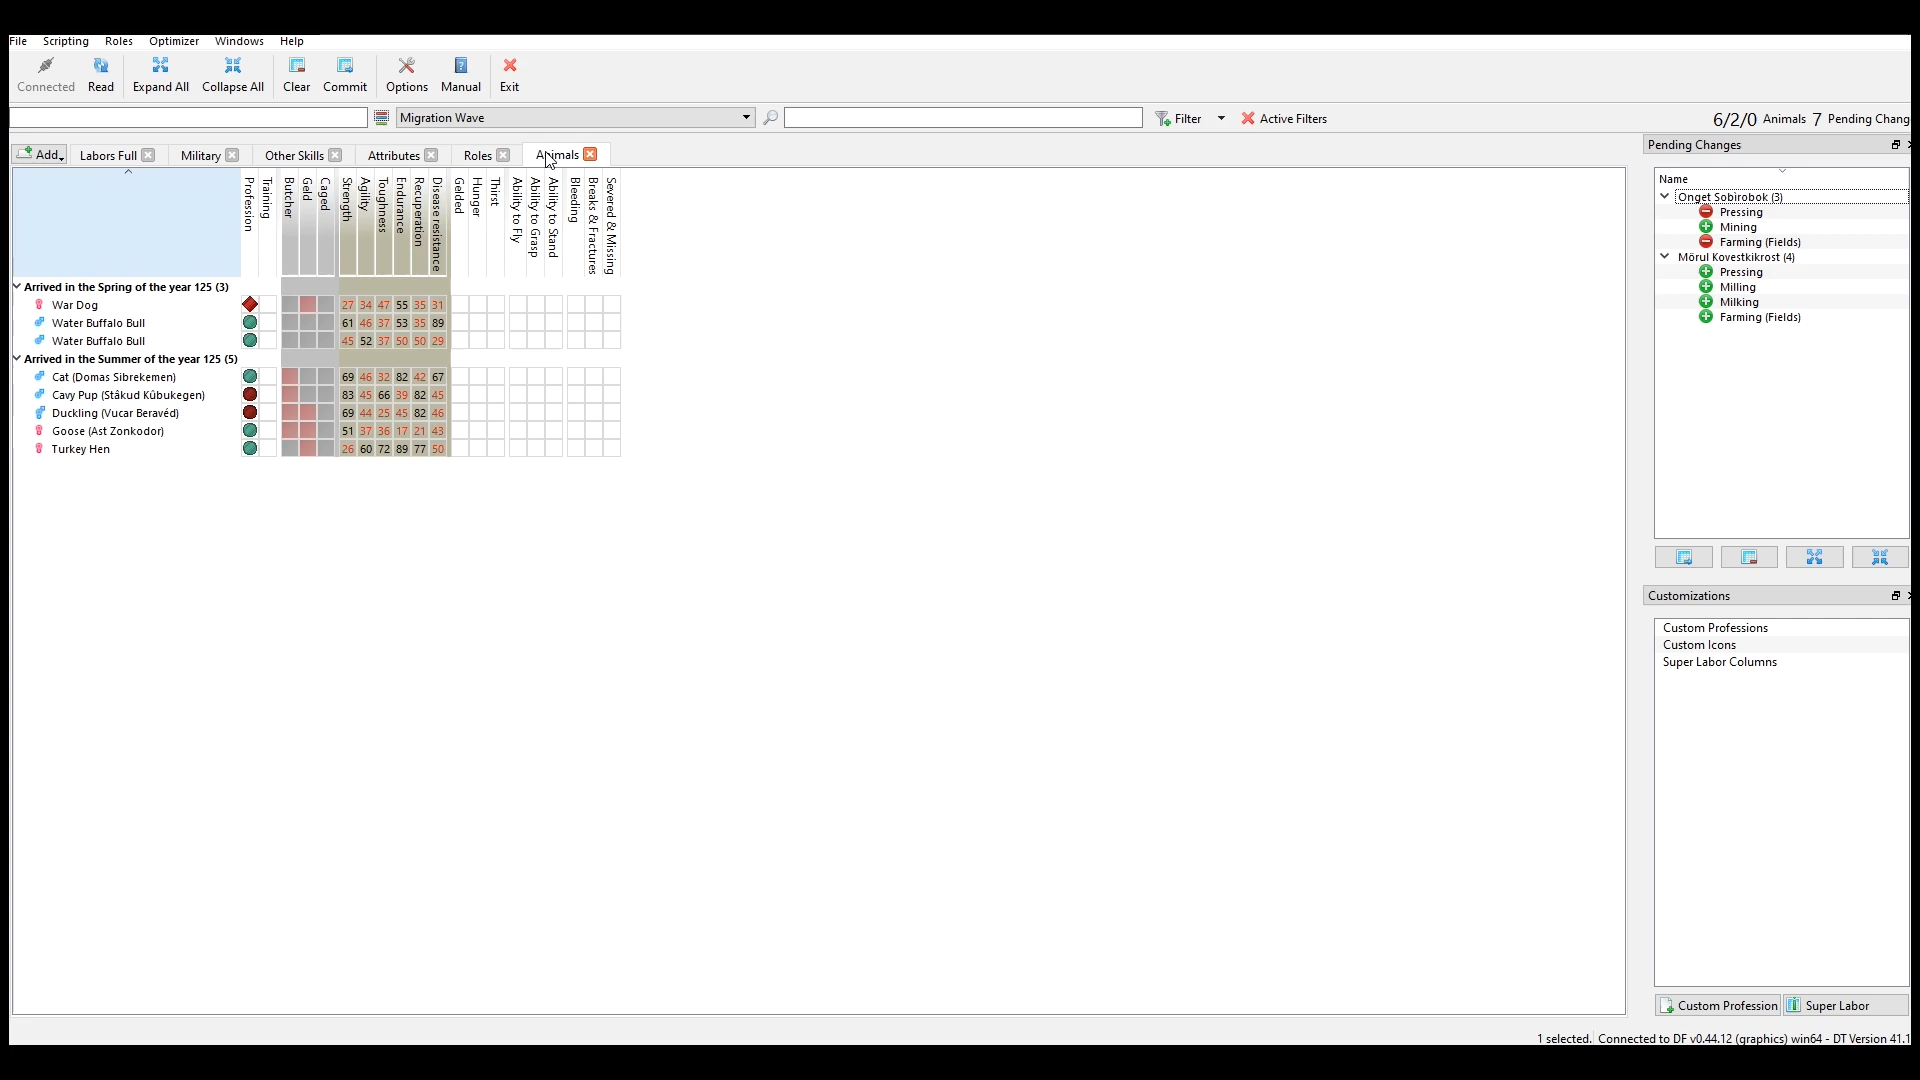 File Scripting Roles Optimizer Windows Help
Connected Read Expand All Collapse All Clear Commit Options Manual Exit
Migration Wave Filter Active Filters 6/2/0 Animals 7 Pending Chang
Add Labors Full Military Other Skills Attributes Roles Animals
Profession Training Butcher Geld Caged Strength Agility Toughness Endurance Recuperation Disease resistance Gelded Hunger Thirst Ability to Fly Ability to Grasp Ability to Stand Bleeding Breaks & Fractures Severed & Missing
Arrived in the Spring of the year 125 (3)
War Dog 27 34 47 55 35 31
Water Buffalo Bull 61 46 37 53 35 89
Water Buffalo Bull 45 52 37 50 50 29
Arrived in the Summer of the year 125 (5)
Cat (Domas Sibrekemen) 69 46 32 82 42 67
Cavy Pup (Stâkud Kûbukegen) 83 45 66 39 82 45
Duckling (Vucar Beravéd) 69 44 25 45 82 46
Goose (Ast Zonkodor) 51 37 36 17 21 43
Turkey Hen 26 60 72 89 77 50
Pending Changes
Name
Onget Sobirobok (3)
Pressing
Mining
Farming (Fields)
Mörul Kovestkikrost (4)
Pressing
Milling
Milking
Farming (Fields)
Customizations
Custom Professions
Custom Icons
Super Labor Columns
Custom Profession Super Labor
1 selected. Connected to DF v0.44.12 (graphics) win64 - DT Version 41.1